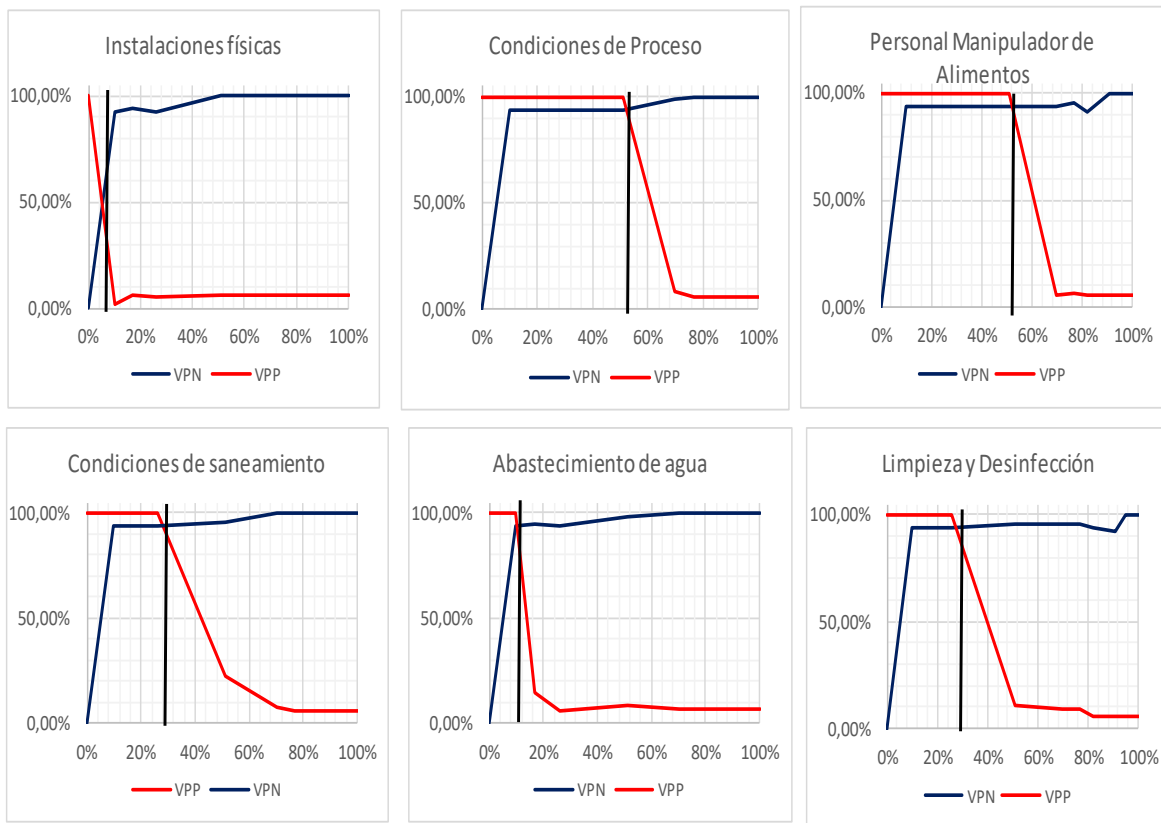 Instalaciones físicas
100,00%
50,00%
0,00%
0% 20% 40% 60% 80% 100%
VPN VPP
Condiciones de Proceso
100,00%
50,00%
0,00%
0% 20% 40% 60% 80% 100%
VPN VPP
Personal Manipulador de
Alimentos
100,00%
50,00%
0,00%
0% 20% 40% 60% 80% 100%
VPN VPP
Condiciones de saneamiento
100,00%
50,00%
0,00%
0% 20% 40% 60% 80% 100%
VPP VPN
Abastecimiento de agua
100,00%
50,00%
0,00%
0% 20% 40% 60% 80% 100%
VPN VPP
Limpieza y Desinfección
100,00%
50,00%
0,00%
0% 20% 40% 60% 80% 100%
VPN VPP